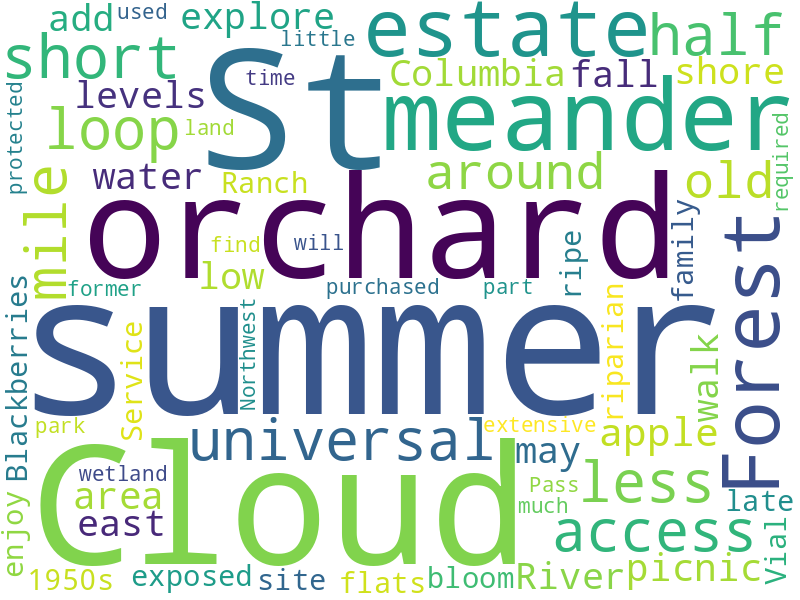 add used explore little estate half
short St time Columbia fall shore
levels meander
loop land
protected water Ranch around old required
mile orchard
find will family
former low purchased part ripe
Blackberries summer Forest
Service Northwest riparian walk
park universal extensive apple
wetland Cloud may
area Pass less late
east much access
enjoy 1950s exposed site flats bloom River picnic Vial